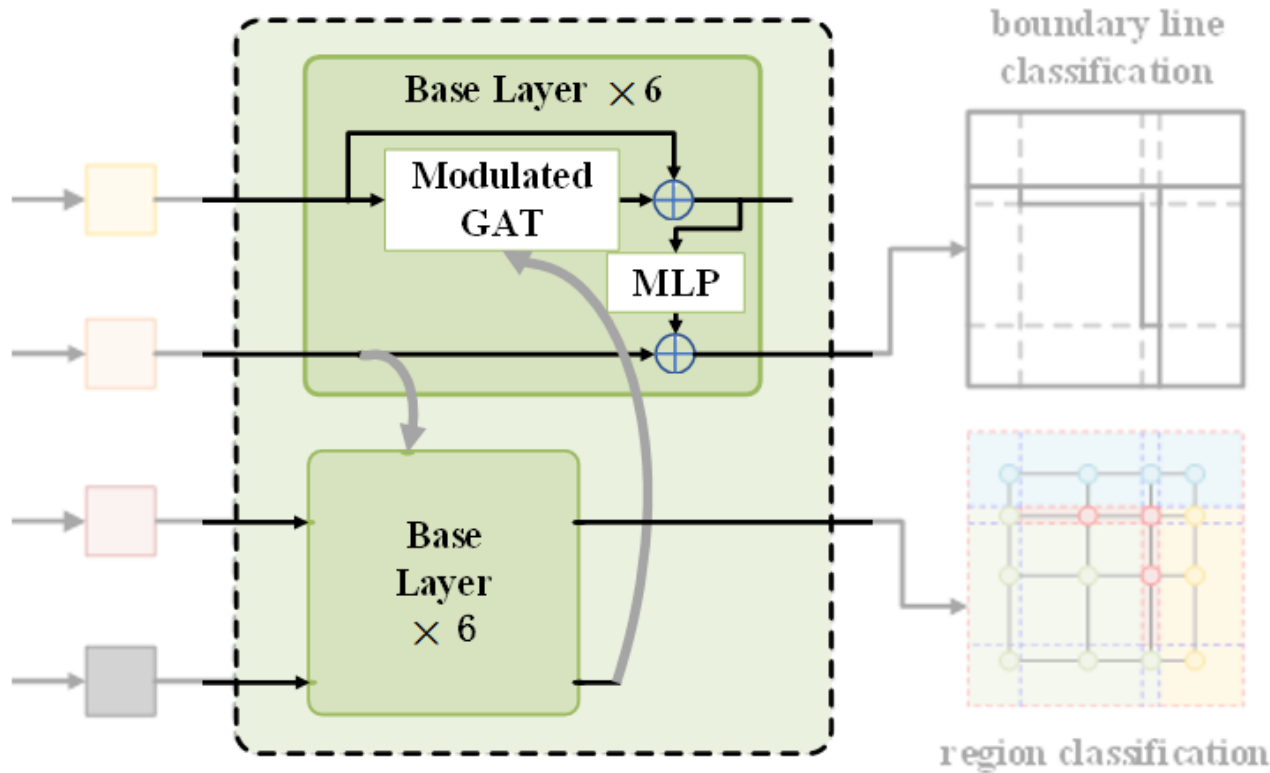 boundary line
classification
Base Layer × 6
Modulated
GAT
MLP
Base
Layer
× 6
region classification